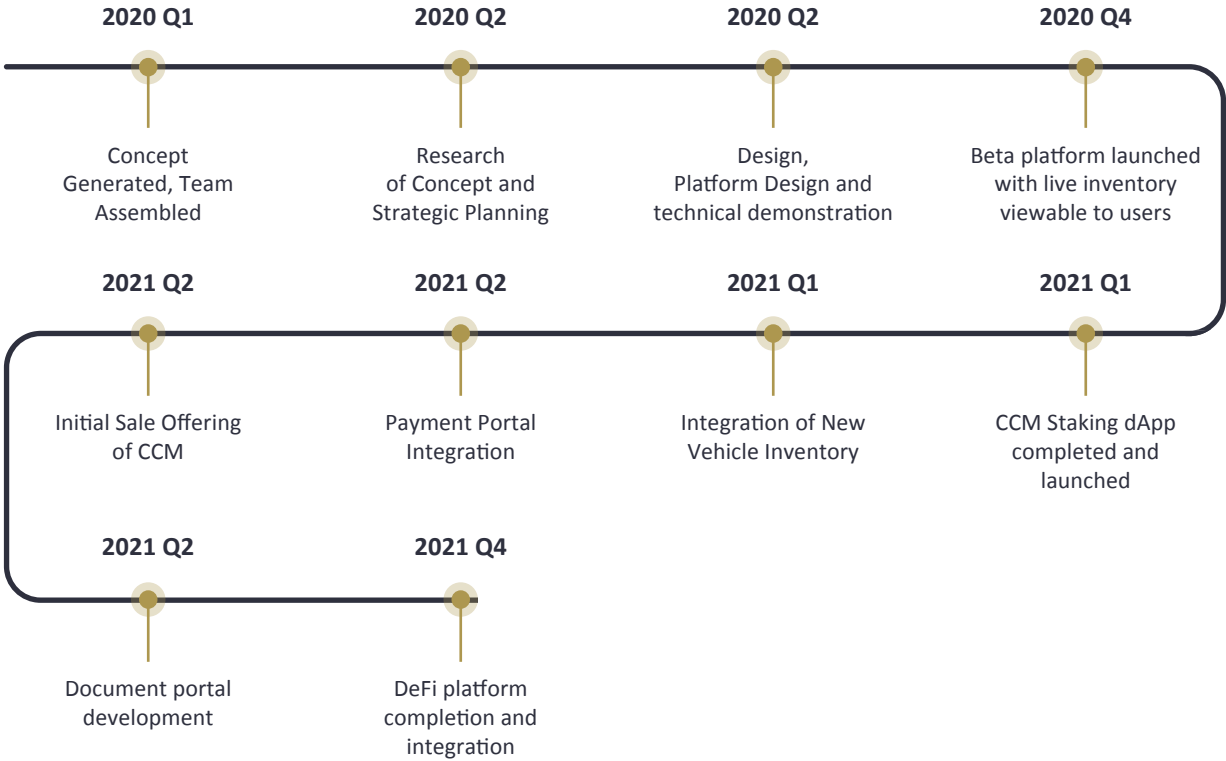 2020 Q1
Concept
Generated, Team
Assembled
2020 Q2
Research
of Concept and
Strategic Planning
2020 Q2
Design,
Platform Design and
technical demonstration
2020 Q4
Beta platform launched
with live inventory
viewable to users
2021 Q1
CCM Staking dApp
completed and
launched
2021 Q1
Integration of New
Vehicle Inventory
2021 Q2
Payment Portal
Integration
2021 Q2
Initial Sale Offering
of CCM
2021 Q2
Document portal
development
2021 Q4
DeFi platform
completion and
integration